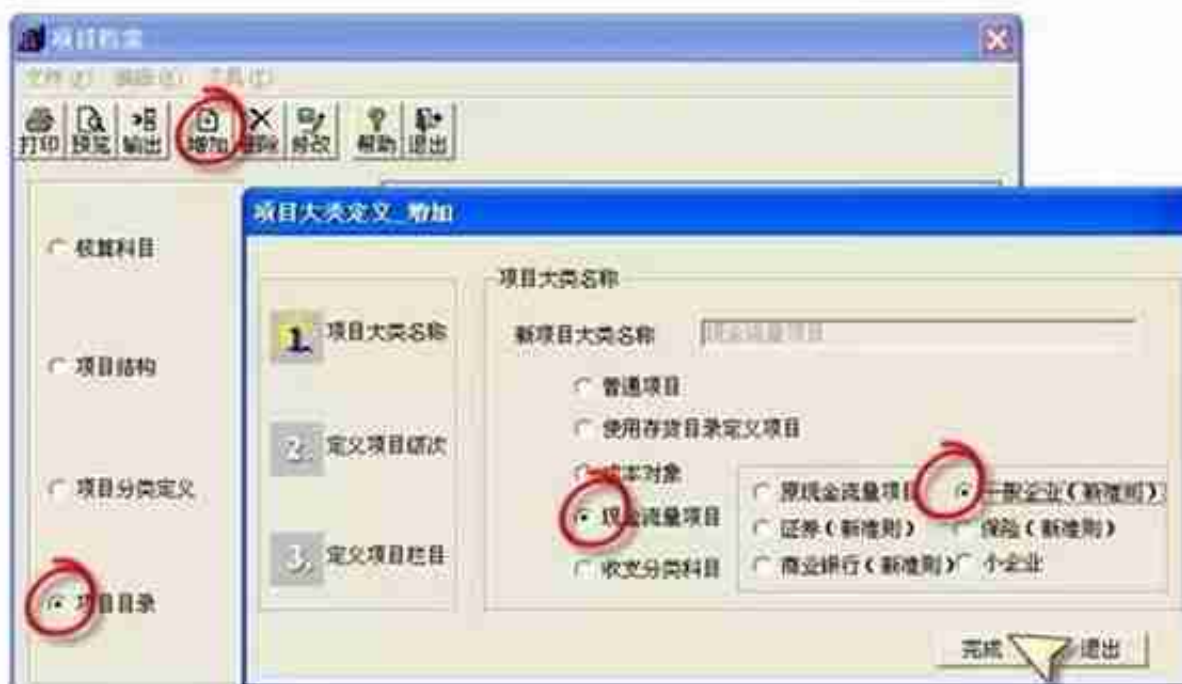 项目档案
文件(F) 编辑(E) 工具(T)
打印 预览 输出 增加 删除 修改 帮助 退出
核算科目
项目结构
项目分类定义
项目目录
项目大类定义_增加
1. 项目大类名称
2. 定义项目级次
3. 定义项目栏目
项目大类名称
新项目大类名称 现金流量项目
普通项目
使用存货目录定义项目
成本对象
现金流量项目
收支分类科目
原现金流量项目 一般企业(新准则)
证券(新准则) 保险(新准则)
商业银行(新准则) 小企业
完成 退出